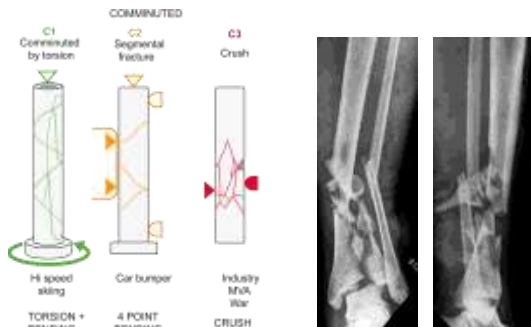 COMMINUTED
C1
Comminuted
by torsion
C2
Segmental
fracture
C3
Crush
Hi speed
skiing
Car bumper
Industry
MVA
War
TORSION +
4 POINT
CRUSH